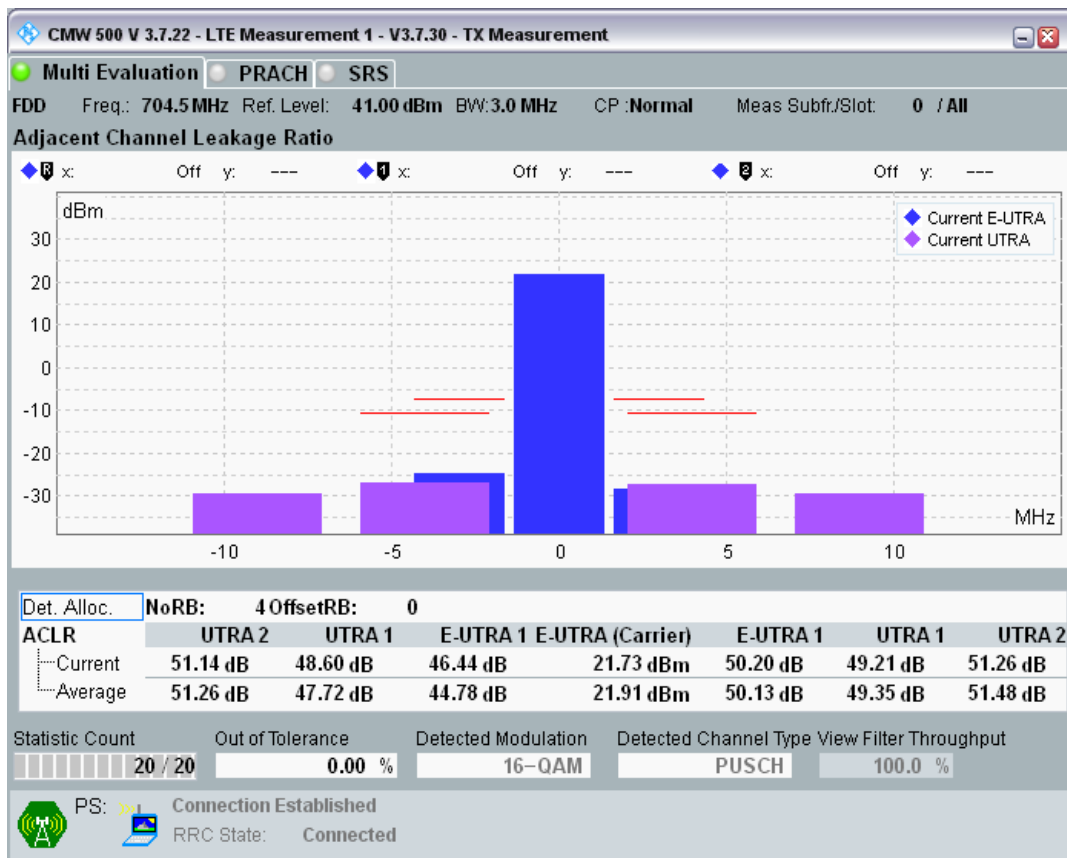 CMW 500 V 3.7.22 - LTE Measurement 1 - V3.7.30 - TX Measurement
Multi Evaluation PRACH SRS
FDD Freq.: 704.5 MHz Ref. Level: 41.00 dBm BW: 3.0 MHz CP :Normal Meas Subfr./Slot: 0 / All
Adjacent Channel Leakage Ratio
R x: Off y: --- 1 x: Off y: --- 2 x: Off y: ---
dBm
Current E-UTRA
Current UTRA
30
20
10
0
-10
-20
-30
MHz
-10 -5 0 5 10
Det. Alloc. NoRB: 4 OffsetRB: 0
ACLR UTRA 2 UTRA 1 E-UTRA 1 E-UTRA (Carrier) E-UTRA 1 UTRA 1 UTRA 2
Current 51.14 dB 48.60 dB 46.44 dB 21.73 dBm 50.20 dB 49.21 dB 51.26 dB
Average 51.26 dB 47.72 dB 44.78 dB 21.91 dBm 50.13 dB 49.35 dB 51.48 dB
Statistic Count Out of Tolerance Detected Modulation Detected Channel Type View Filter Throughput
20 / 20 0.00 % 16-QAM PUSCH 100.0 %
PS: Connection Established
RRC State: Connected